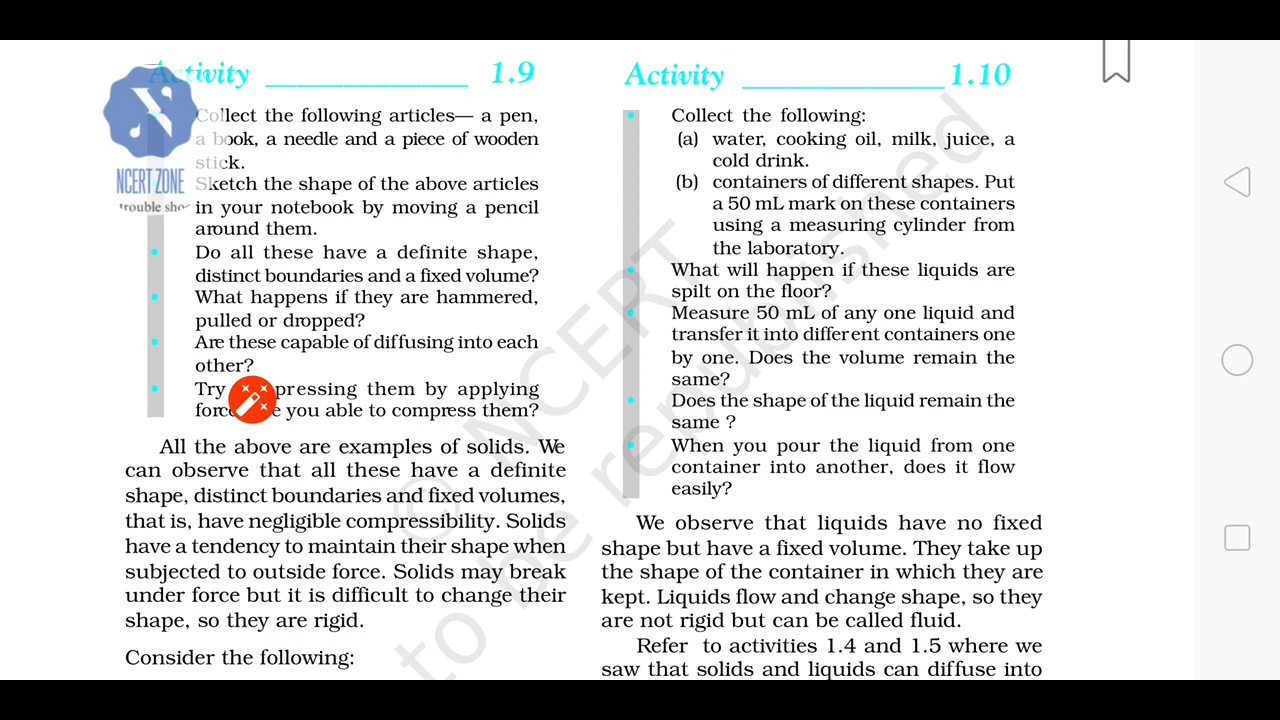 Activity ______________ 1.9
Collect the following articles— a pen,
a book, a needle and a piece of wooden
stick.
Sketch the shape of the above articles
in your notebook by moving a pencil
around them.
• Do all these have a definite shape,
distinct boundaries and a fixed volume?
• What happens if they are hammered,
pulled or dropped?
• Are these capable of diffusing into each
other?
• Try pressing them by applying
you able to compress them?
NCERT ZONE
trouble
All the above are examples of solids. We
can observe that all these have a definite
shape, distinct boundaries and fixed volumes,
that is, have negligible compressibility. Solids
have a tendency to maintain their shape when
subjected to outside force. Solids may break
under force but it is difficult to change their
shape, so they are rigid.
Consider the following:
Activity ______________ 1.10
• Collect the following:
(a) water, cooking oil, milk, juice, a
cold drink.
(b) containers of different shapes. Put
a 50 mL mark on these containers
using a measuring cylinder from
the laboratory.
• What will happen if these liquids are
spilt on the floor?
• Measure 50 mL of any one liquid and
transfer it into different containers one
by one. Does the volume remain the
same?
• Does the shape of the liquid remain the
same ?
• When you pour the liquid from one
container into another, does it flow
easily?
We observe that liquids have no fixed
shape but have a fixed volume. They take up
the shape of the container in which they are
kept. Liquids flow and change shape, so they
are not rigid but can be called fluid.
Refer to activities 1.4 and 1.5 where we
saw that solids and liquids can diffuse into
© NCERT
to be republished